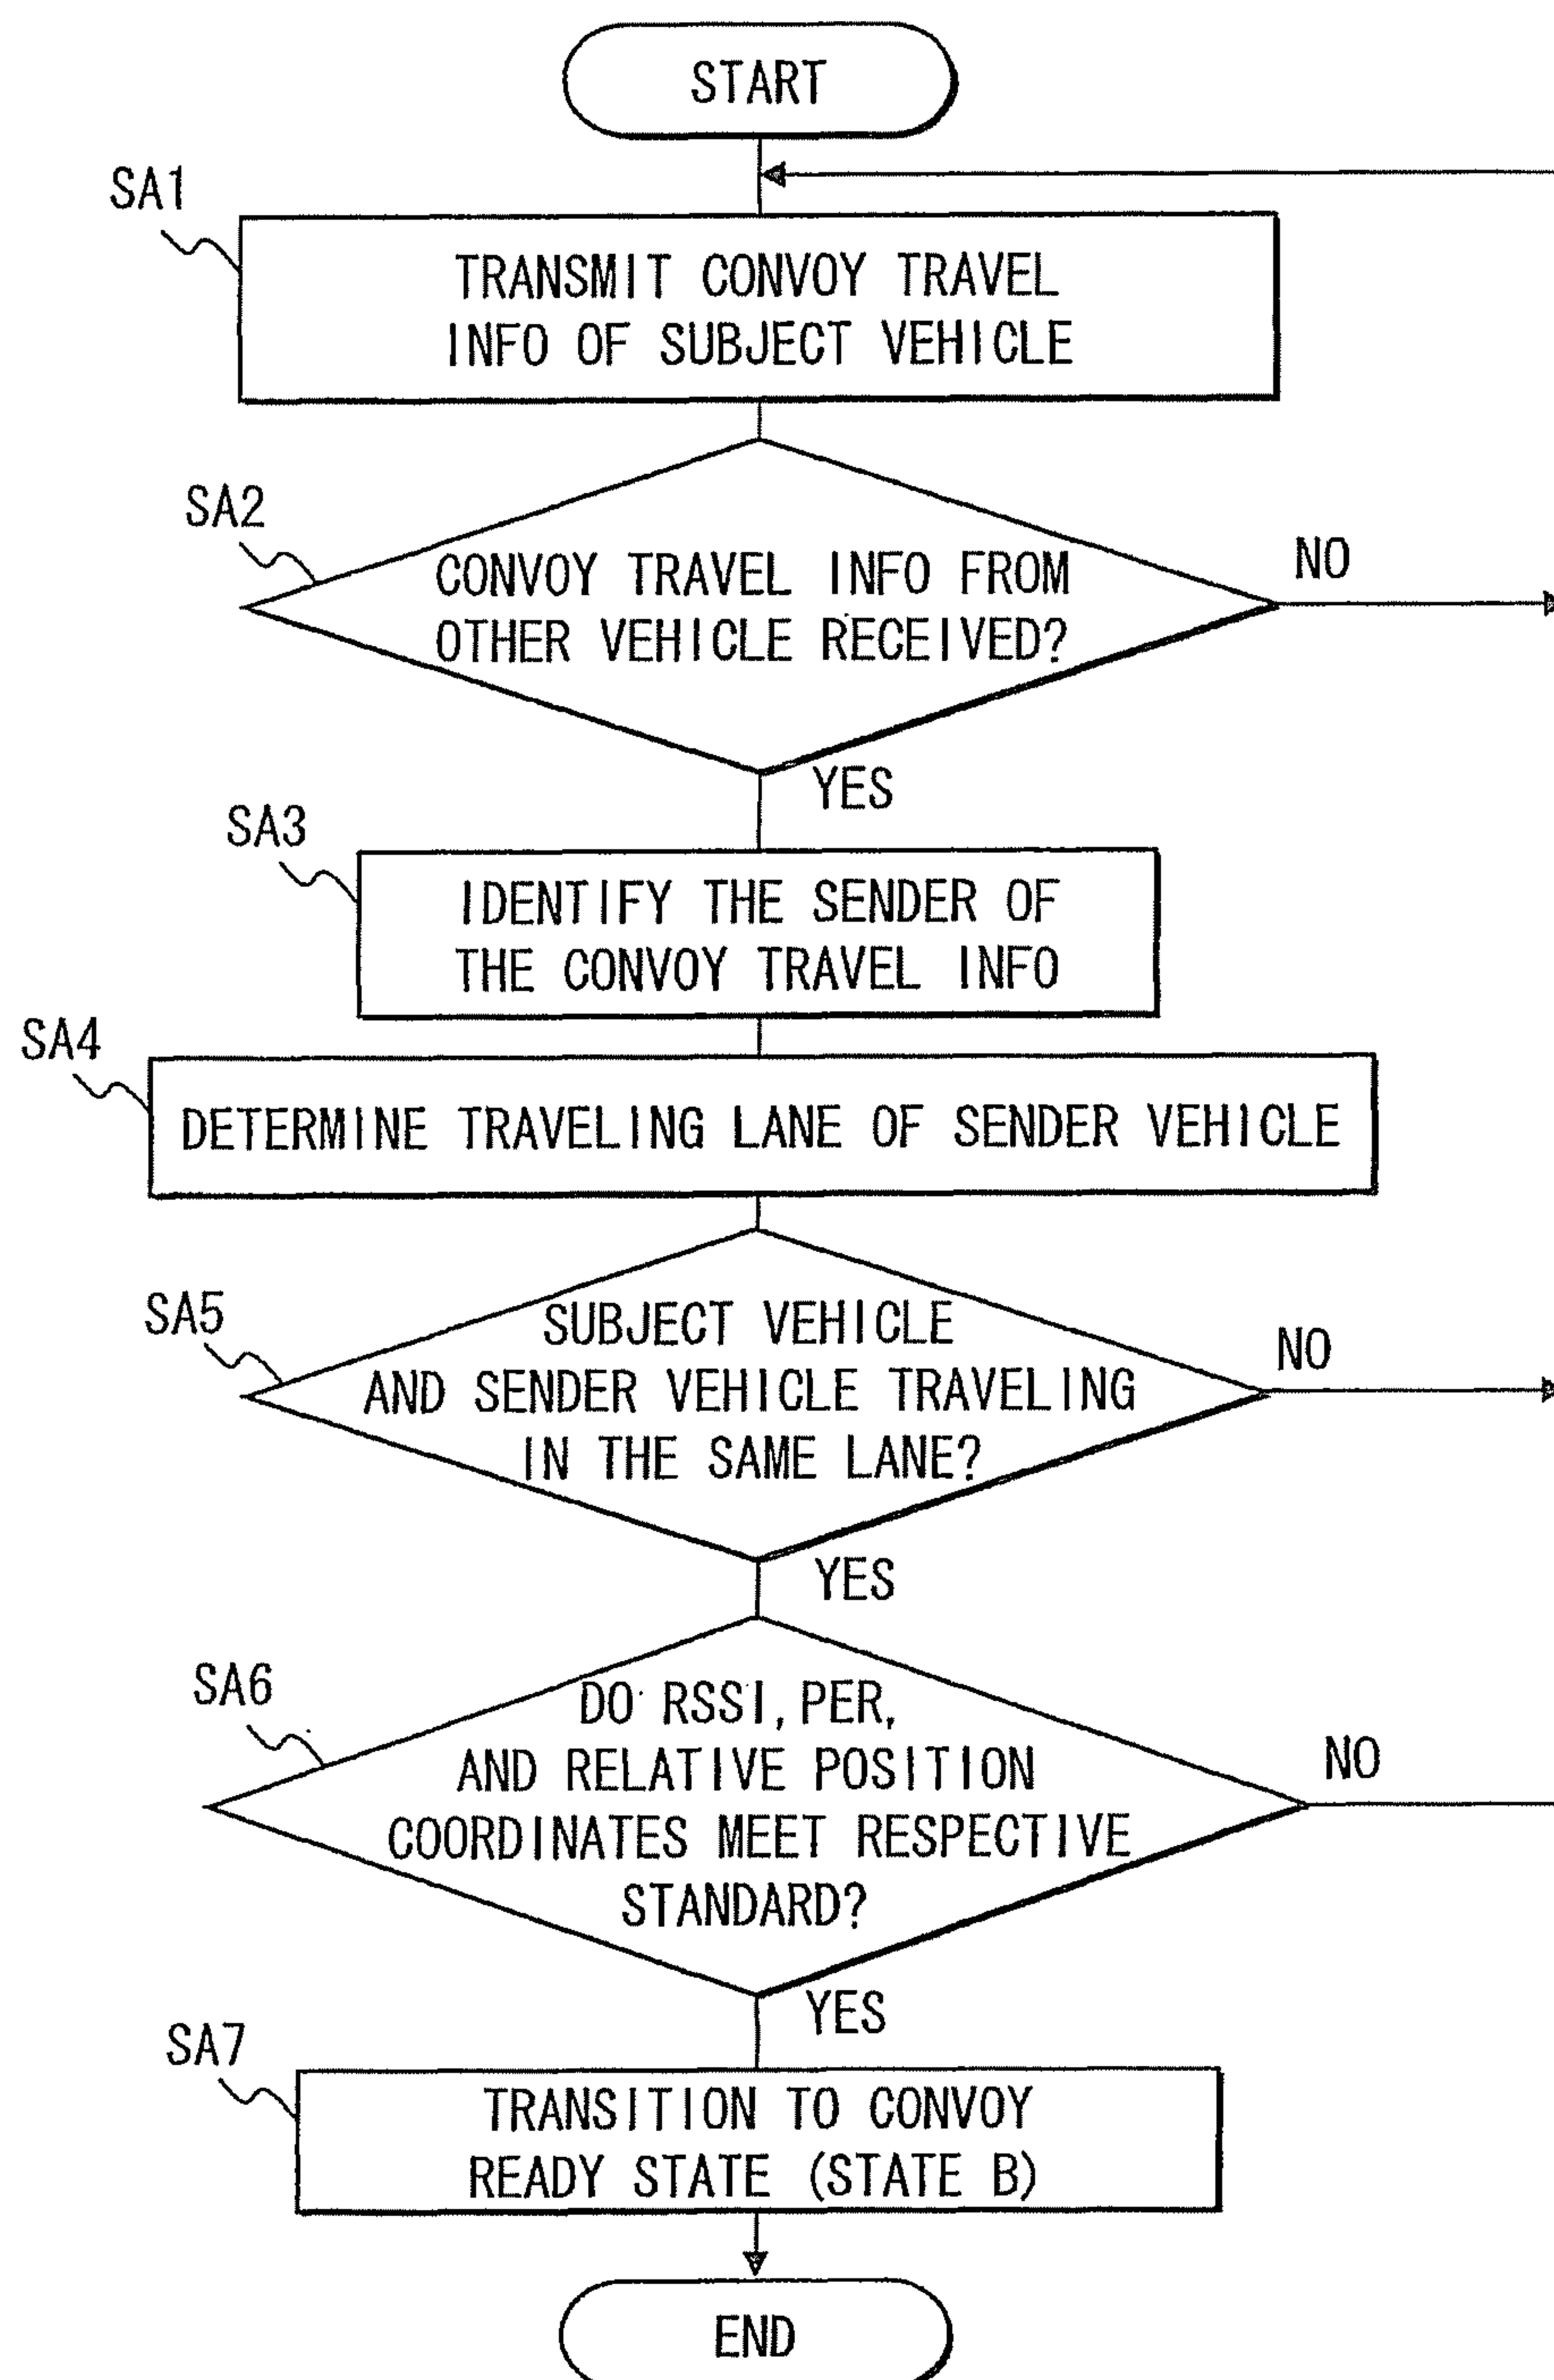 START
SA1
TRANSMIT CONVOY TRAVEL
INFO OF SUBJECT VEHICLE
SA2
CONVOY TRAVEL INFO FROM
OTHER VEHICLE RECEIVED?
NO
YES
SA3
IDENTIFY THE SENDER OF
THE CONVOY TRAVEL INFO
SA4
DETERMINE TRAVELING LANE OF SENDER VEHICLE
SA5
SUBJECT VEHICLE
AND SENDER VEHICLE TRAVELING
IN THE SAME LANE?
NO
YES
SA6
DO RSSI, PER,
AND RELATIVE POSITION
COORDINATES MEET RESPECTIVE
STANDARD?
NO
YES
SA7
TRANSITION TO CONVOY
READY STATE (STATE B)
END